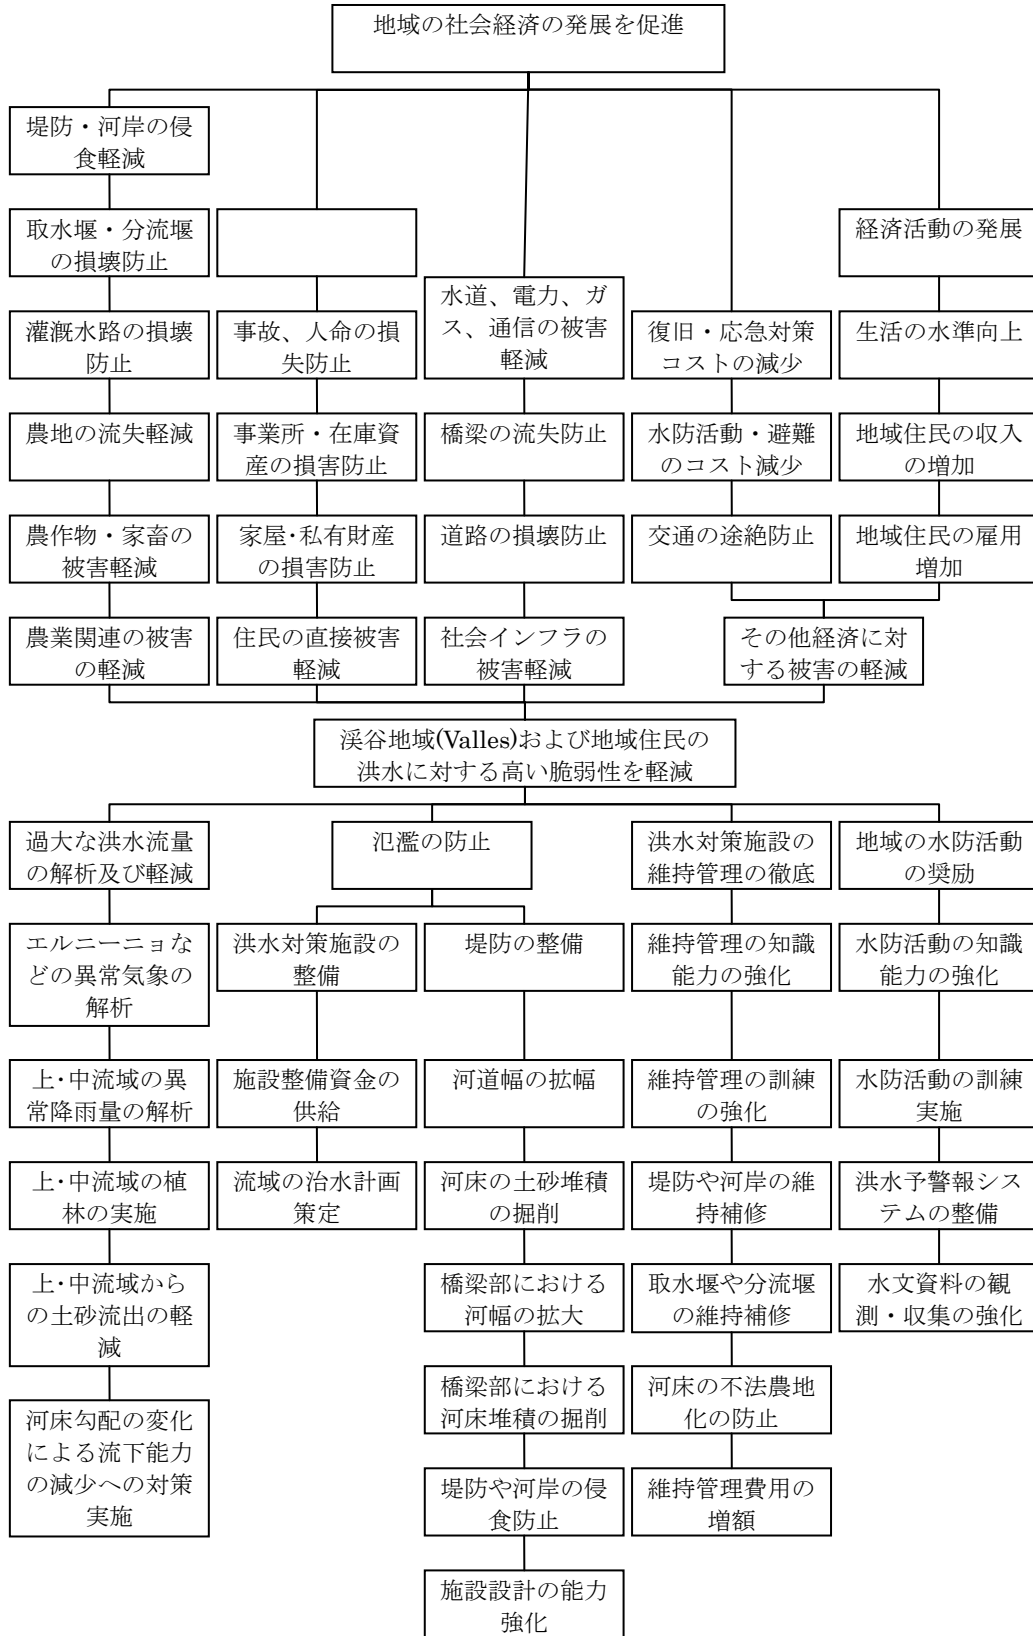 地域の社会経済の発展を促進
堤防・河岸の侵
食軽減
取水堰・分流堰
の損壊防止
経済活動の発展
水道、電力、ガ
ス、通信の被害
軽減
灌漑水路の損壊
防止
事故、人命の損
失防止
復旧・応急対策
コストの減少
生活の水準向上
農地の流失軽減
事業所・在庫資
産の損害防止
橋梁の流失防止
水防活動・避難
のコスト減少
地域住民の収入
の増加
農作物・家畜の
被害軽減
家屋・私有財産
の損害防止
道路の損壊防止
交通の途絶防止
地域住民の雇用
増加
農業関連の被害
の軽減
住民の直接被害
軽減
社会インフラの
被害軽減
その他経済に対
する被害の軽減
渓谷地域(Valles)および地域住民の
洪水に対する高い脆弱性を軽減
過大な洪水流量
の解析及び軽減
氾濫の防止
洪水対策施設の
維持管理の徹底
地域の水防活動
の奨励
エルニーニョな
どの異常気象の
解析
洪水対策施設の
整備
堤防の整備
維持管理の知識
能力の強化
水防活動の知識
能力の強化
上・中流域の異
常降雨量の解析
施設整備資金の
供給
河道幅の拡幅
維持管理の訓練
の強化
水防活動の訓練
実施
上・中流域の植
林の実施
流域の治水計画
策定
河床の土砂堆積
の掘削
堤防や河岸の維
持補修
洪水予警報シス
テムの整備
上・中流域から
の土砂流出の軽
減
橋梁部における
河幅の拡大
取水堰や分流堰
の維持補修
水文資料の観
測・収集の強化
河床勾配の変化
による流下能力
の減少への対策
実施
橋梁部における
河床堆積の掘削
河床の不法農地
化の防止
堤防や河岸の侵
食防止
維持管理費用の
増額
施設設計の能力
強化